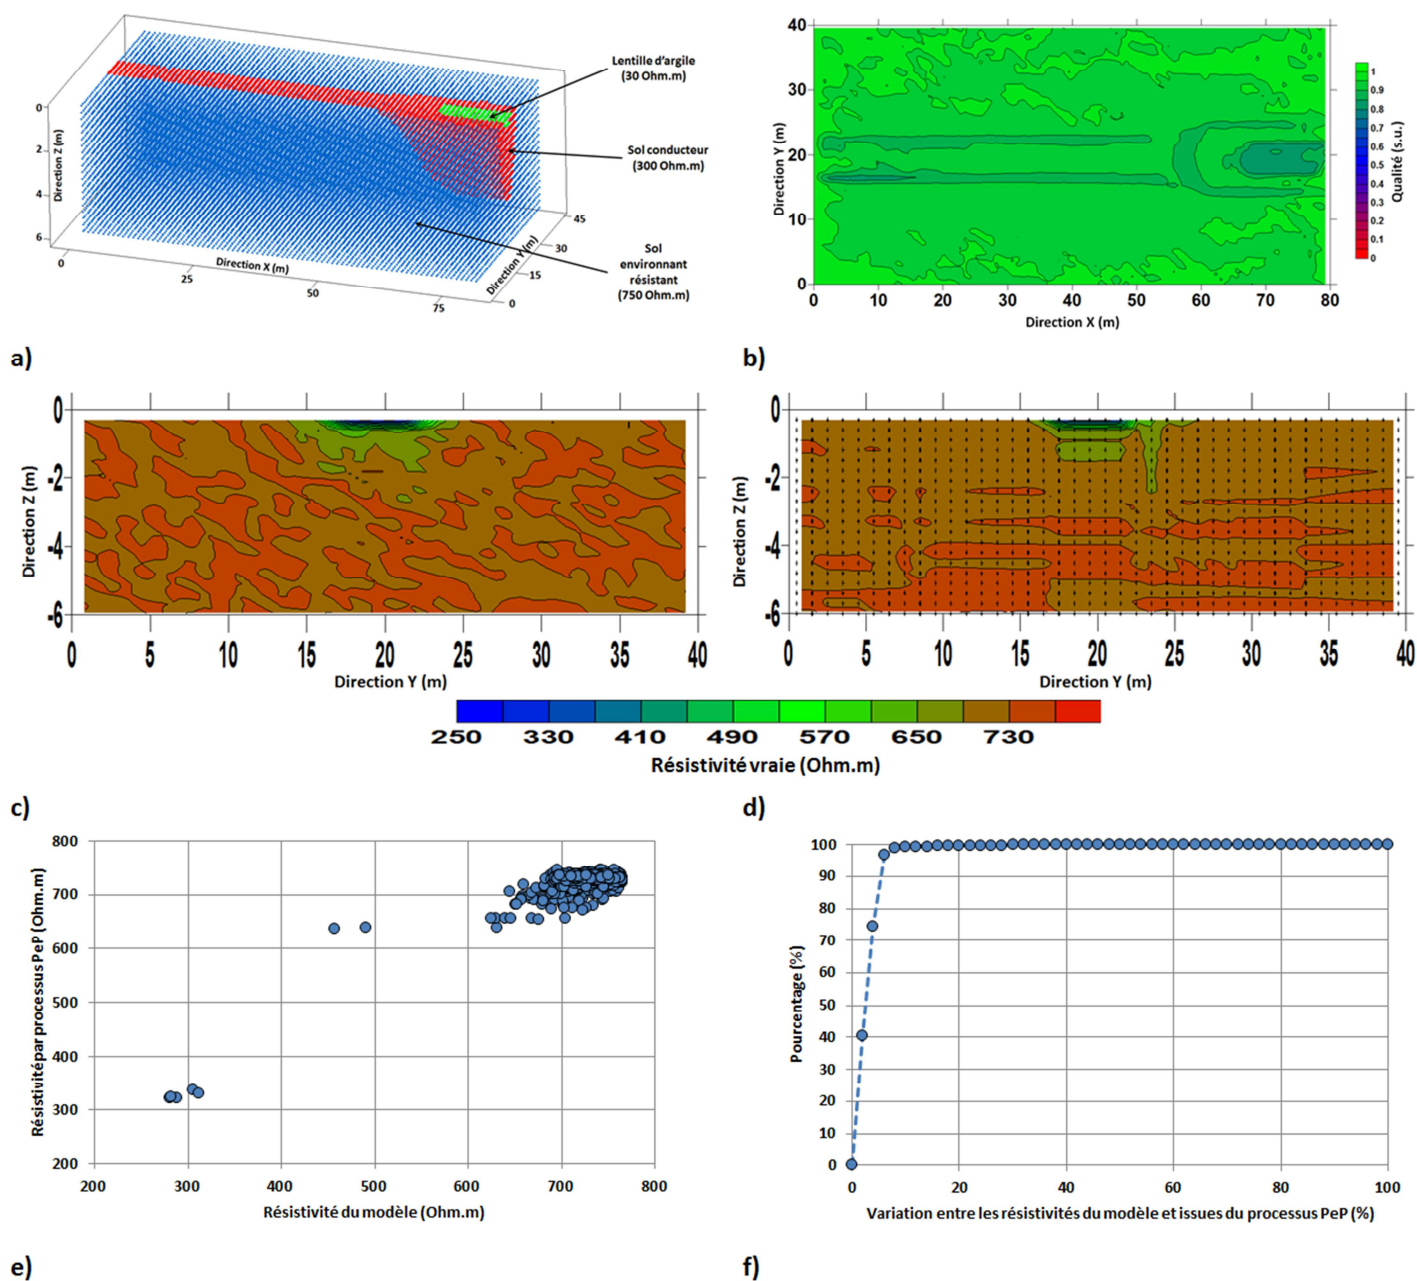 Lentille d'argile
(30 Ohm.m)
Sol conducteur
(300 Ohm.m)
Sol
environnant
résistant
(750 Ohm.m)
Direction Z (m)
0
2
4
6
Direction X (m)
0
25
50
75
Direction Y (m)
0
15
30
45
a)
Direction Y (m)
40
30
20
10
0
0 10 20 30 40 50 60 70 80
Direction X (m)
Qualité (s.u.)
1
0.9
0.8
0.7
0.6
0.5
0.4
0.3
0.2
0.1
0
b)
Direction Z (m)
0
-2
-4
-6
0 5 10 15 20 25 30 35 40
Direction Y (m)
Direction Z (m)
0
-2
-4
-6
0 5 10 15 20 25 30 35 40
Direction Y (m)
250 330 410 490 570 650 730
Résistivité vraie (Ohm.m)
c)
d)
Résistivité par processus PeP (Ohm.m)
800
700
600
500
400
300
200
200 300 400 500 600 700 800
Résistivité du modèle (Ohm.m)
e)
Pourcentage (%)
100
90
80
70
60
50
40
30
20
10
0
0 20 40 60 80 100
Variation entre les résistivités du modèle et issues du processus PeP (%)
f)